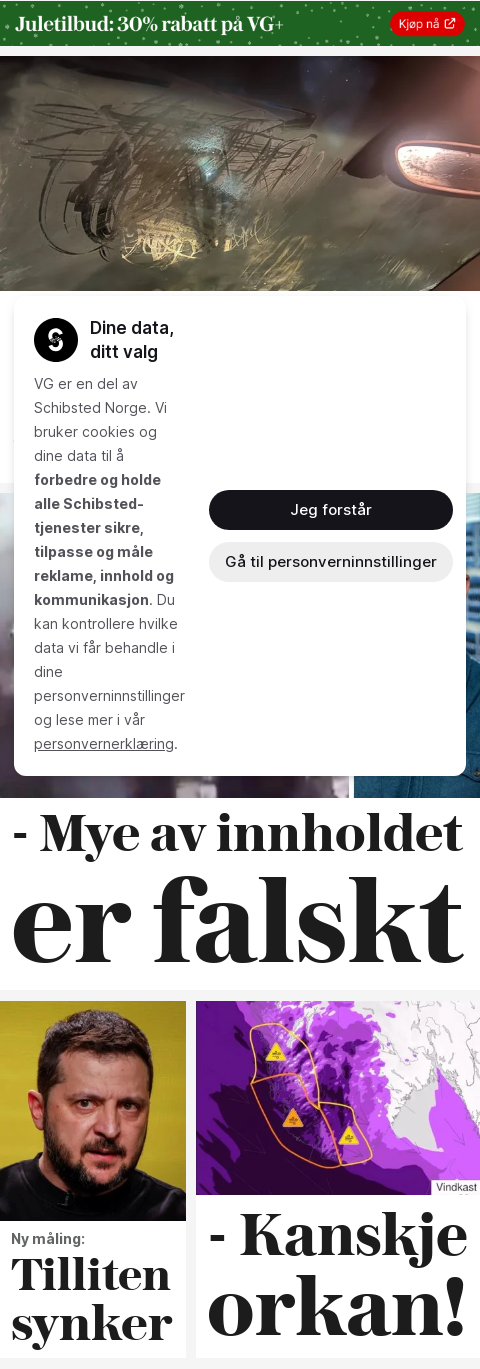 Juletilbud: 30% rabatt på VG+
Kjøp nå
Dine data,
ditt valg
VG er en del av
Schibsted Norge. Vi
bruker cookies og
dine data til å
forbedre og holde
alle Schibsted-
tjenester sikre,
tilpasse og måle
reklame, innhold og
kommunikasjon. Du
kan kontrollere hvilke
data vi får behandle i
dine
personverninnstillinger
og lese mer i vår
personvernerklæring.
Jeg forstår
Gå til personverninnstillinger
- Mye av innholdet
er falskt
Ny måling:
Tilliten
synker
Vindkast
- Kanskje
orkan!